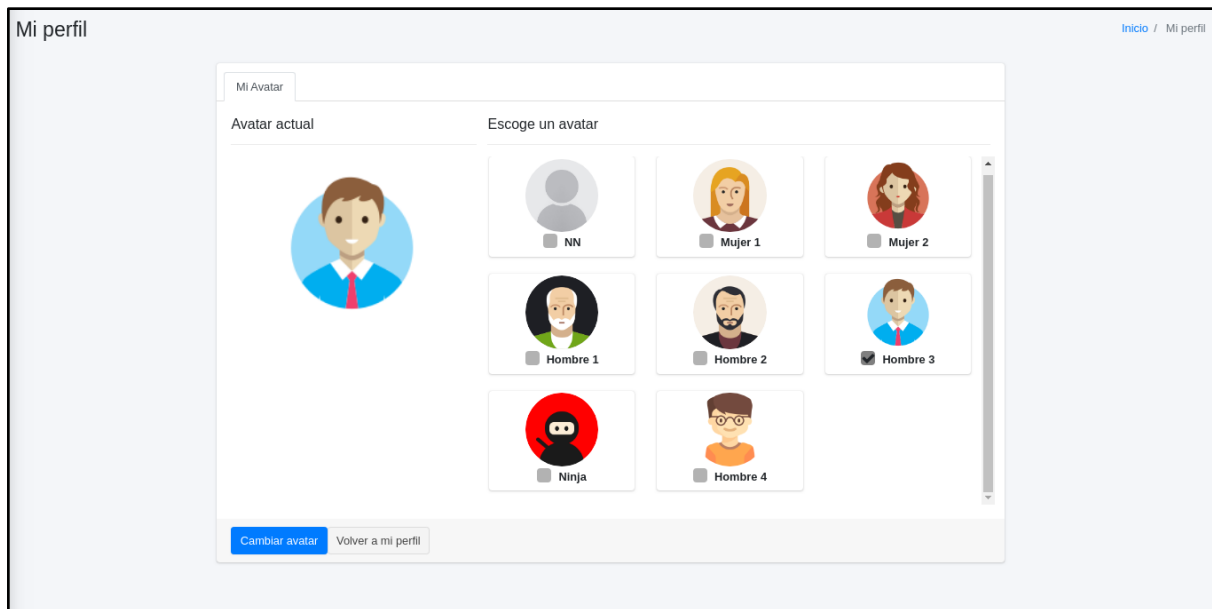 Mi perfil
Inicio / Mi perfil
Mi Avatar
Avatar actual
Escoge un avatar
NN
Mujer 1
Mujer 2
Hombre 1
Hombre 2
Hombre 3
Ninja
Hombre 4
Cambiar avatar
Volver a mi perfil